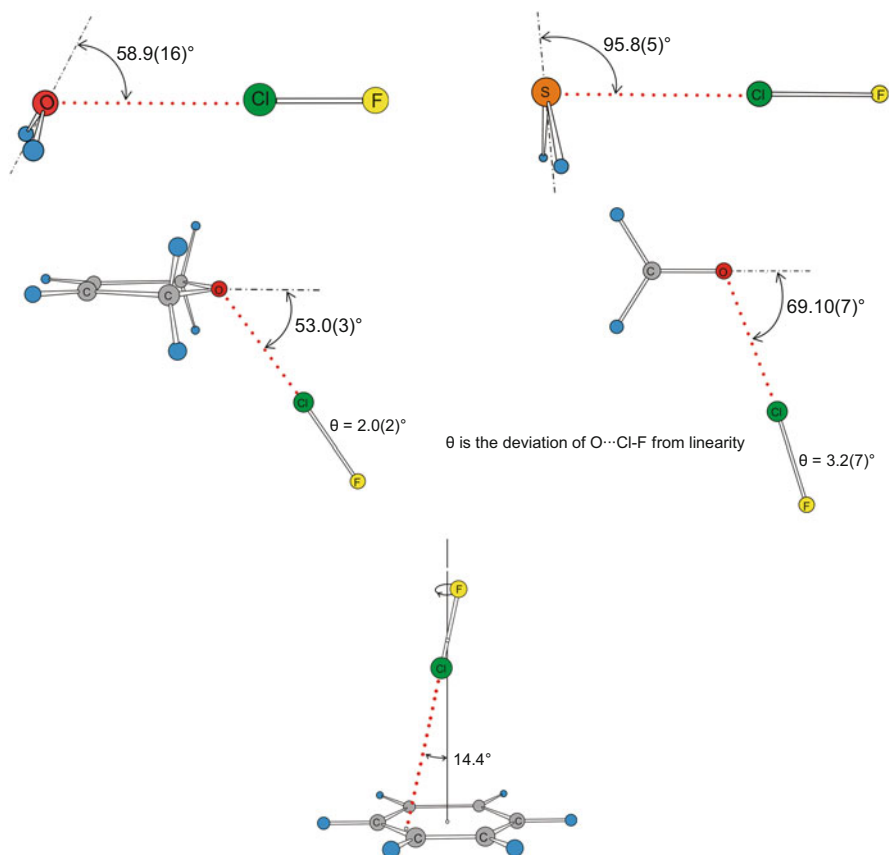 58.9(16)°
O
Cl
F
95.8(5)°
S
Cl
F
C
C
O
53.0(3)°
Cl
θ = 2.0(2)°
F
C
O
69.10(7)°
Cl
θ is the deviation of O···Cl-F from linearity
θ = 3.2(7)°
F
F
Cl
14.4°
C
C
C
C